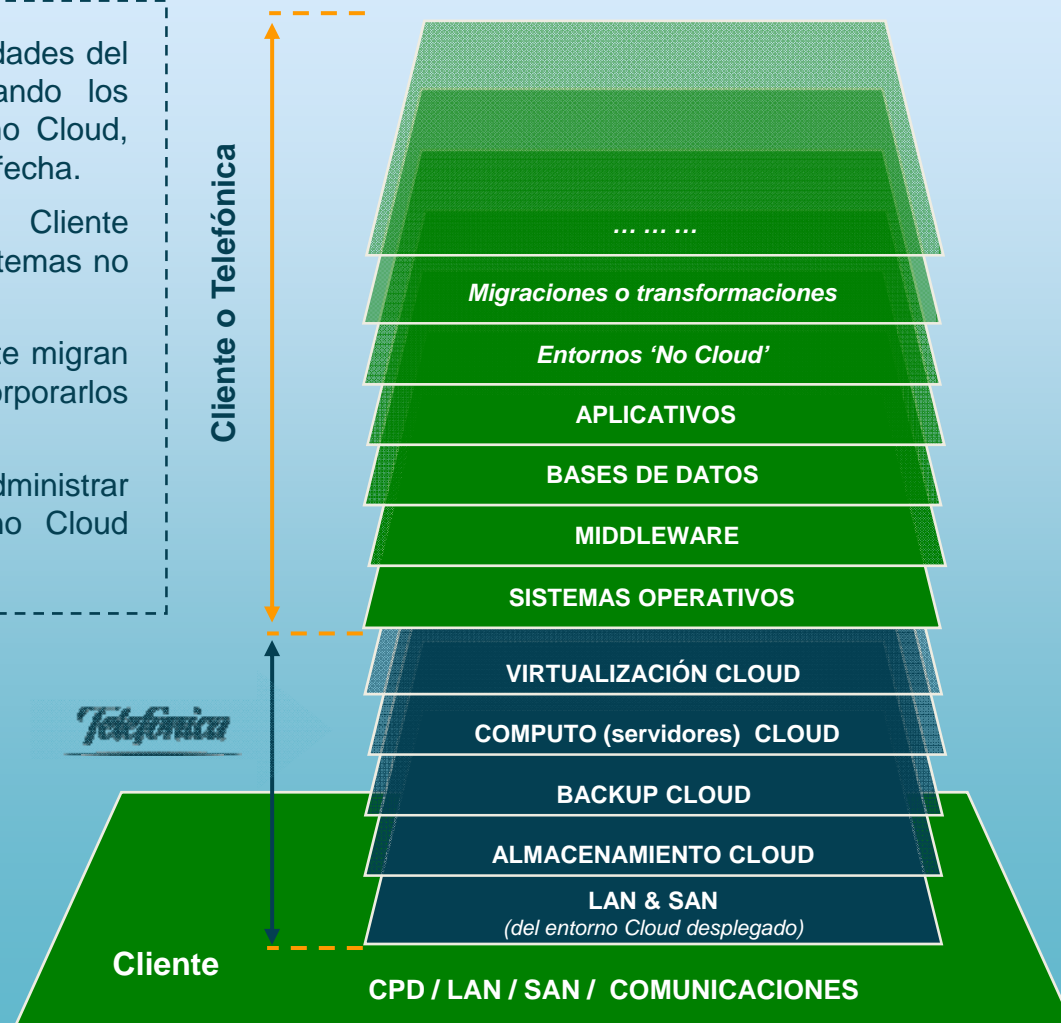 dades del
ando los
no Cloud,
fecha.
Cliente
temas no
te migran
orporarlos
dministrar
no Cloud
Cliente o Telefónica
… … …
Migraciones o transformaciones
Entornos ‘No Cloud’
APLICATIVOS
BASES DE DATOS
MIDDLEWARE
SISTEMAS OPERATIVOS
VIRTUALIZACIÓN CLOUD
Telefónica
COMPUTO (servidores) CLOUD
BACKUP CLOUD
ALMACENAMIENTO CLOUD
LAN & SAN
(del entorno Cloud desplegado)
Cliente
CPD / LAN / SAN / COMUNICACIONES